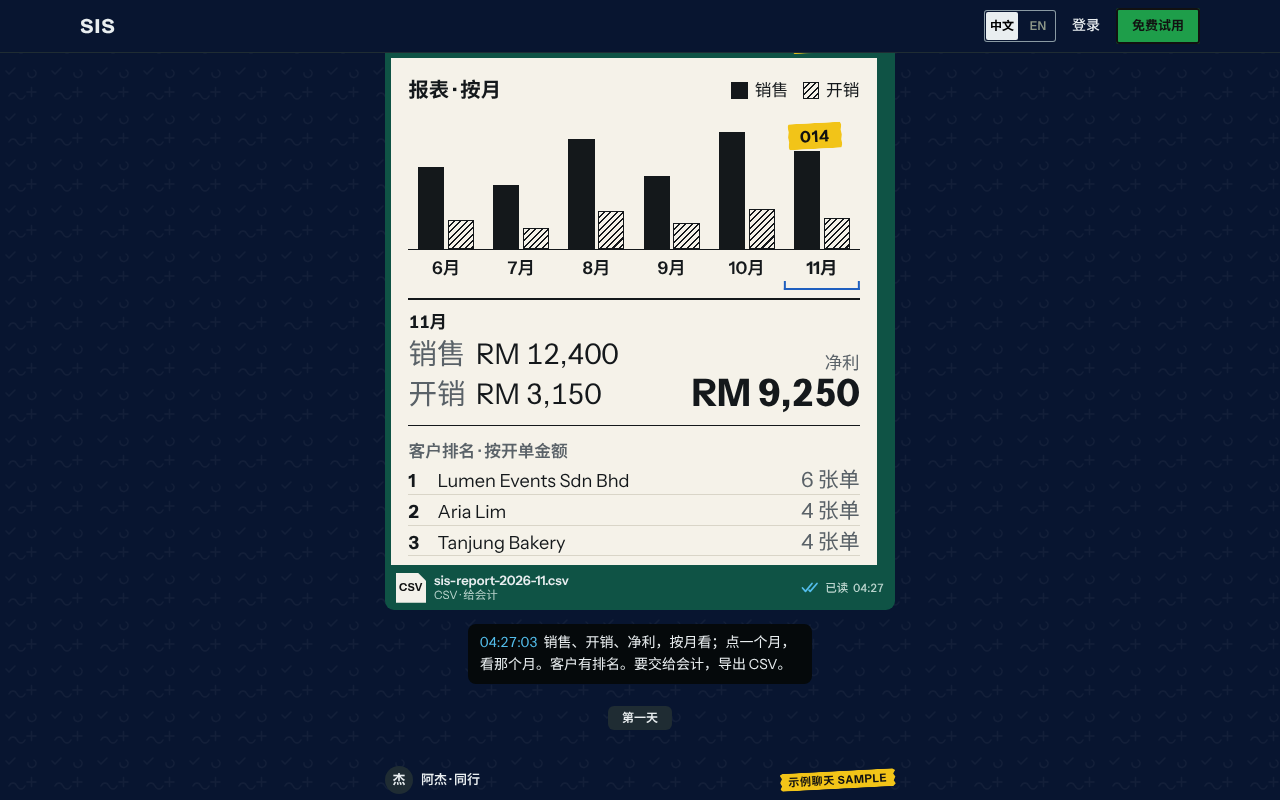 SIS
中文 EN 登录 免费试用
报表·按月 销售 开销
014
6月 7月 8月 9月 10月 11月
11月
销售 RM 12,400
净利
开销 RM 3,150 RM 9,250
客户排名·按开单金额
1 Lumen Events Sdn Bhd 6 张单
2 Aria Lim 4 张单
3 Tanjung Bakery 4 张单
CSV sis-report-2026-11.csv
CSV·给会计
已读 04:27
04:27:03 销售、开销、净利，按月看；点一个月，
看那个月。客户有排名。要交给会计，导出 CSV。
第一天
杰 阿杰·同行 示例聊天 SAMPLE